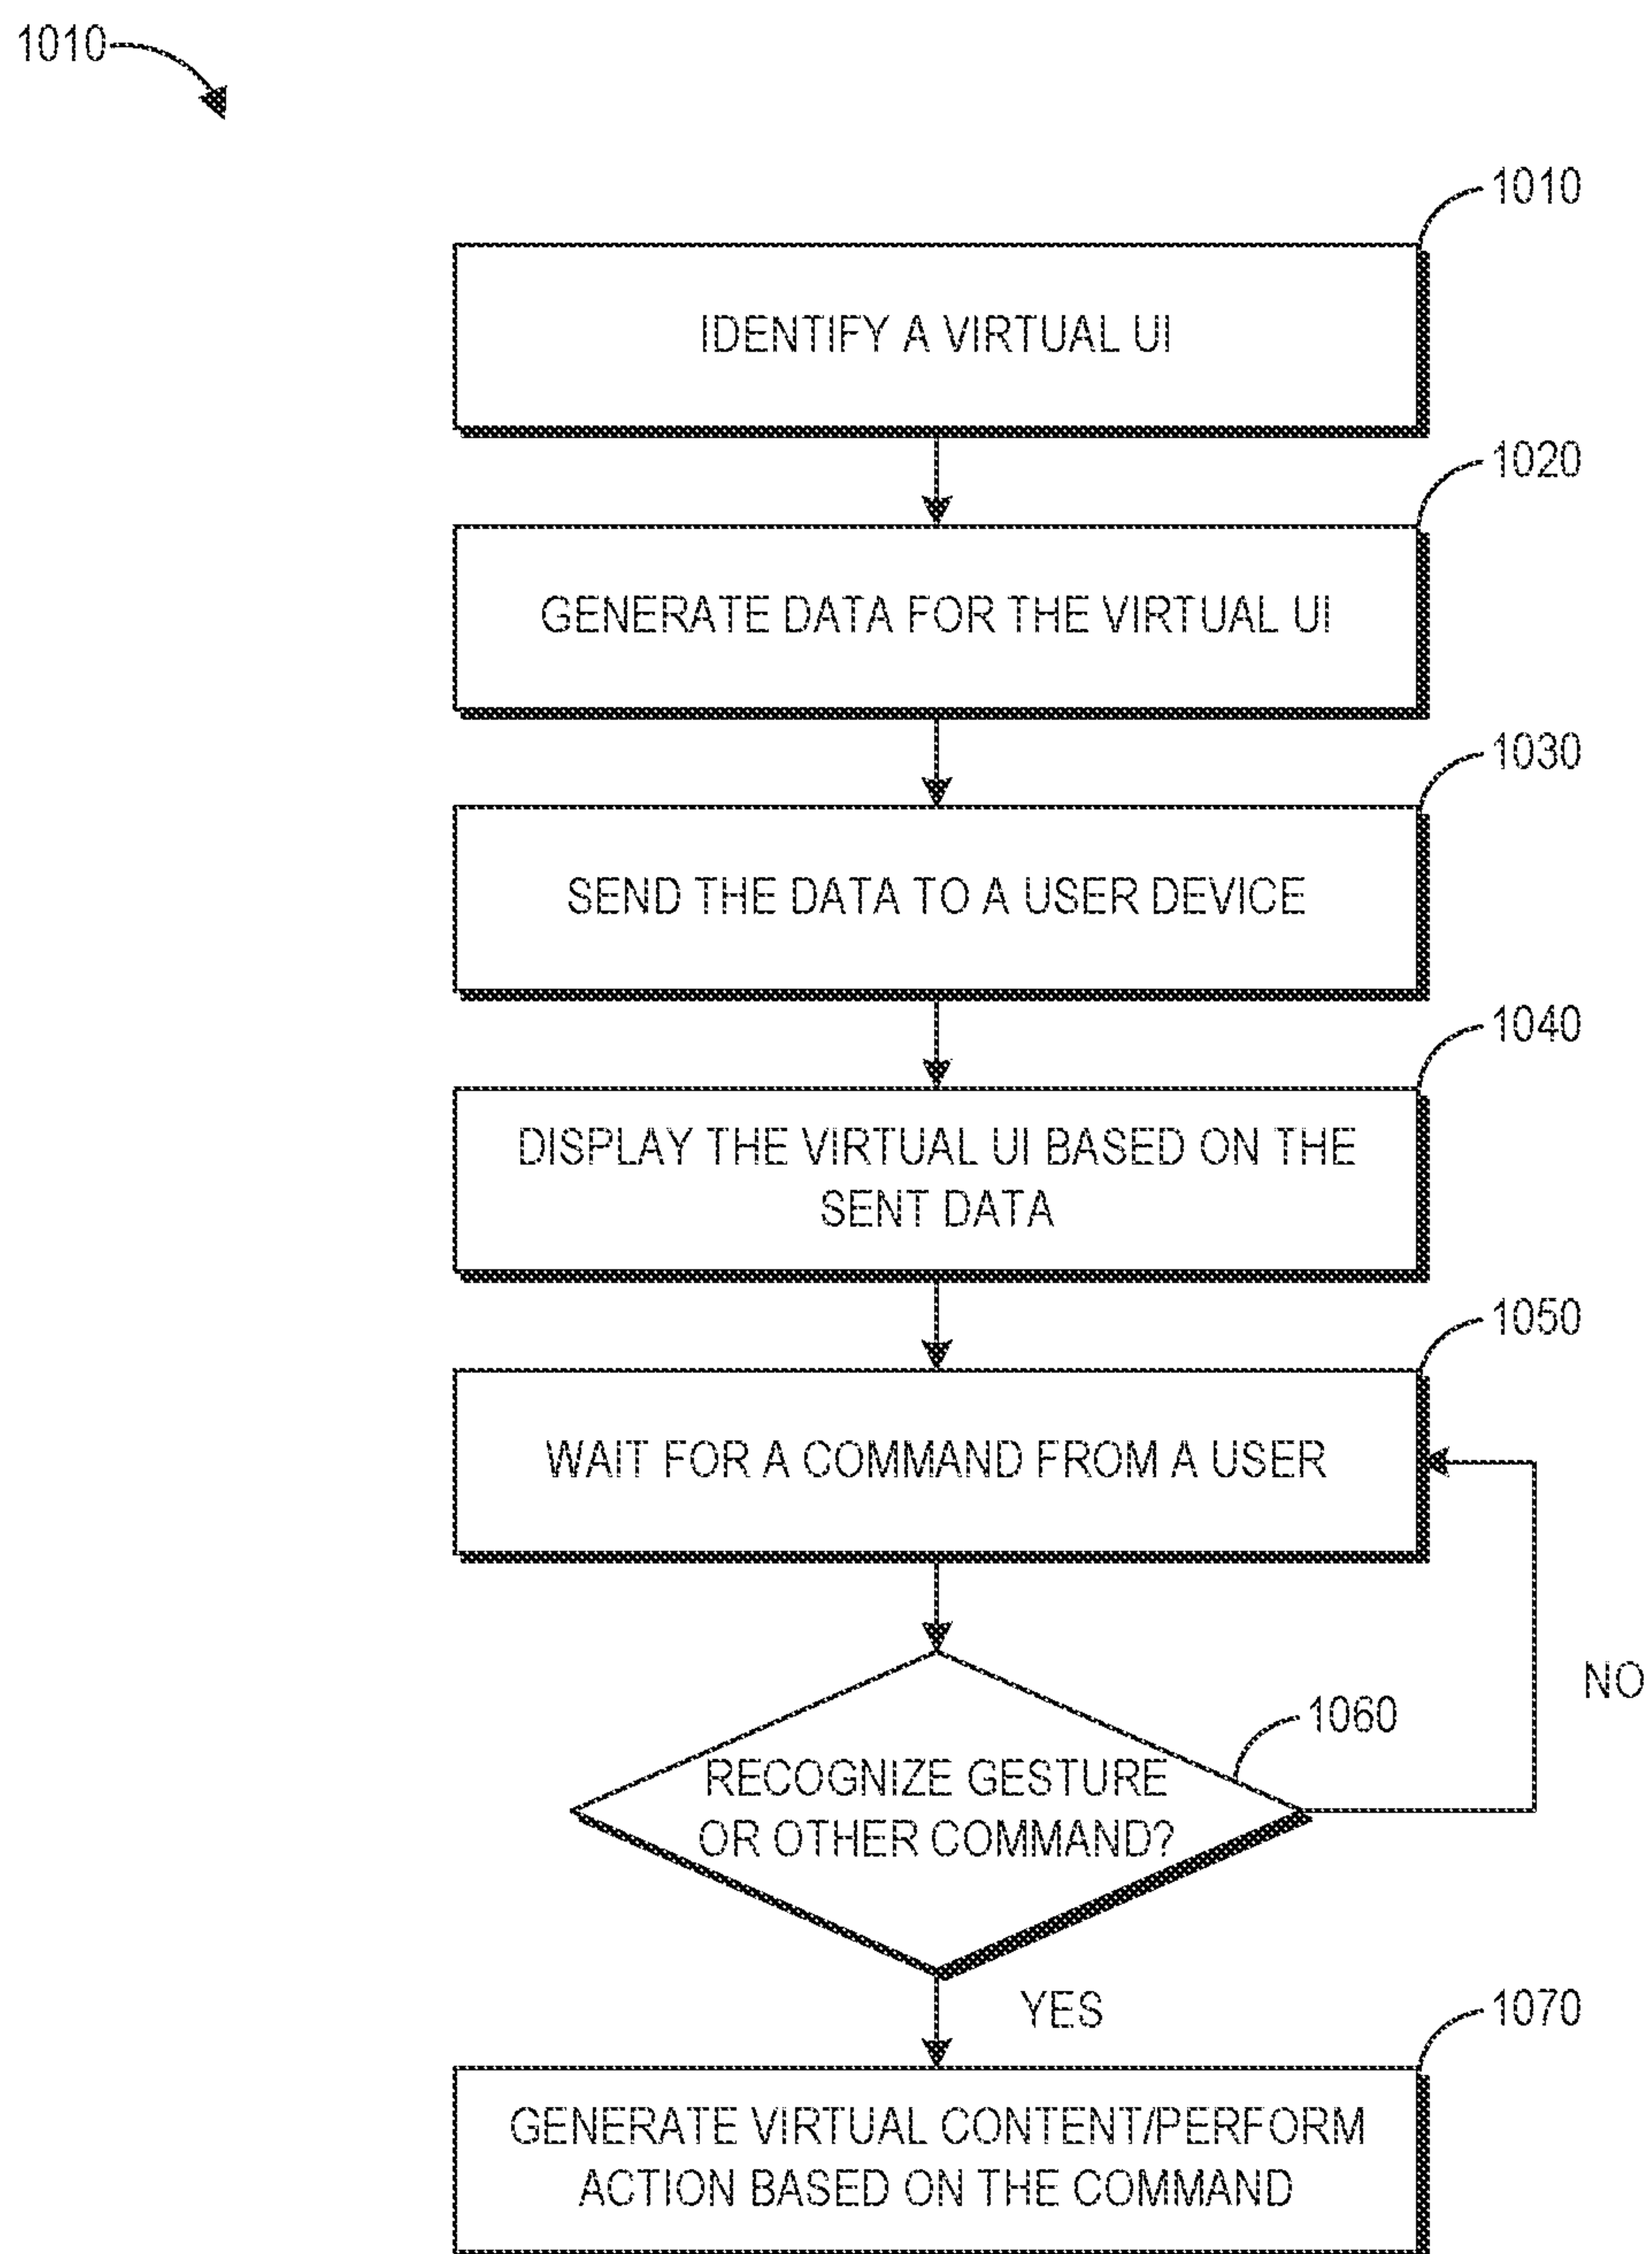 1010
1010
IDENTIFY A VIRTUAL UI
1020
GENERATE DATA FOR THE VIRTUAL UI
1030
SEND THE DATA TO A USER DEVICE
1040
DISPLAY THE VIRTUAL UI BASED ON THE
SENT DATA
1050
WAIT FOR A COMMAND FROM A USER
NO
1060
RECOGNIZE GESTURE
OR OTHER COMMAND?
YES
1070
GENERATE VIRTUAL CONTENT/PERFORM
ACTION BASED ON THE COMMAND